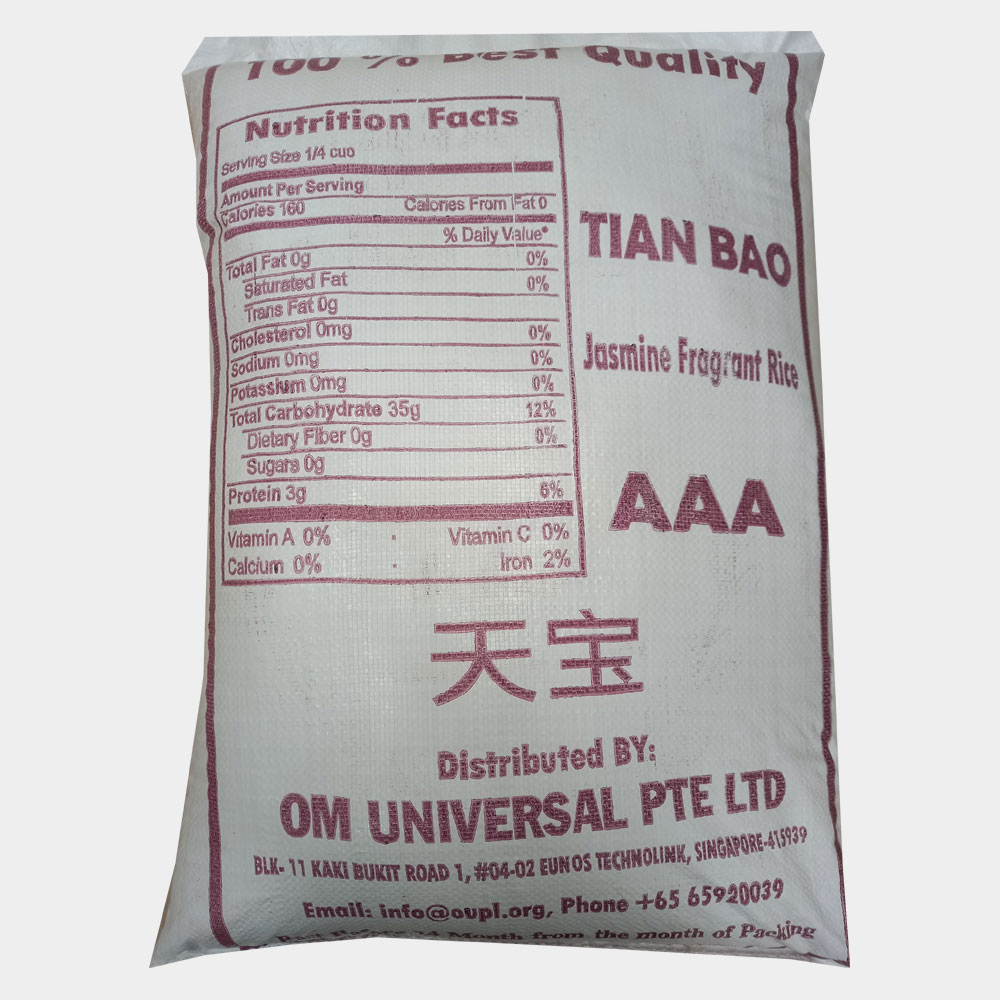 100 % Best Quality
Nutrition Facts
Serving Size 1/4 cuo
Amount Per Serving
Calories 160 Calories From Fat 0
% Daily Value*
Total Fat 0g 0%
Saturated Fat 0%
Trans Fat 0g
Cholesterol 0mg 0%
Sodium 0mg 0%
Potassium 0mg 0%
Total Carbohydrate 35g 12%
Dietary Fiber 0g 0%
Sugars 0g
Protein 3g 6%
Vitamin A 0% · Vitamin C 0%
Calcium 0% · Iron 2%
TIAN BAO
Jasmine Fragrant Rice
AAA
天宝
Distributed BY:
OM UNIVERSAL PTE LTD
BLK- 11 KAKI BUKIT ROAD 1, #04-02 EUNOS TECHNOLINK, SINGAPORE-415939
Email: info@oupl.org, Phone +65 65920039
Month from the month of Packing